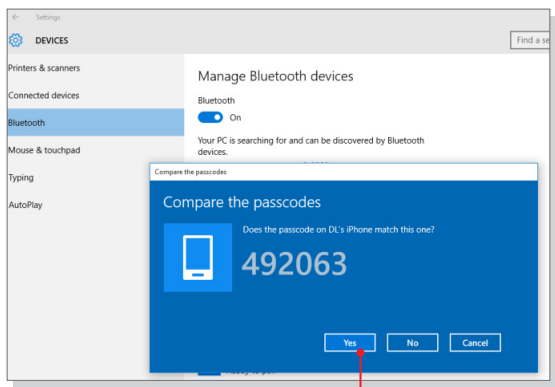 Settings
DEVICES
Find a se
Printers & scanners
Connected devices
Bluetooth
Mouse & touchpad
Typing
AutoPlay
Manage Bluetooth devices
Bluetooth
On
Your PC is searching for and can be discovered by Bluetooth
devices.
Compare the passcodes
Compare the passcodes
Does the passcode on DL's iPhone match this one?
492063
Yes
No
Cancel